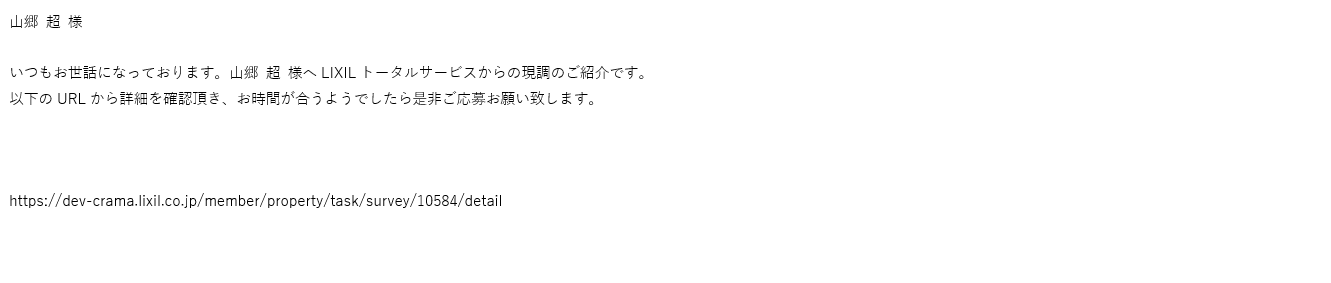 山郷 超 様
いつもお世話になっております。山郷 超 様へ LIXIL トータルサービスからの現調のご紹介です。
以下の URL から詳細を確認頂き、お時間が合うようでしたら是非ご応募お願い致します。
https://dev-crama.lixil.co.jp/member/property/task/survey/10584/detail